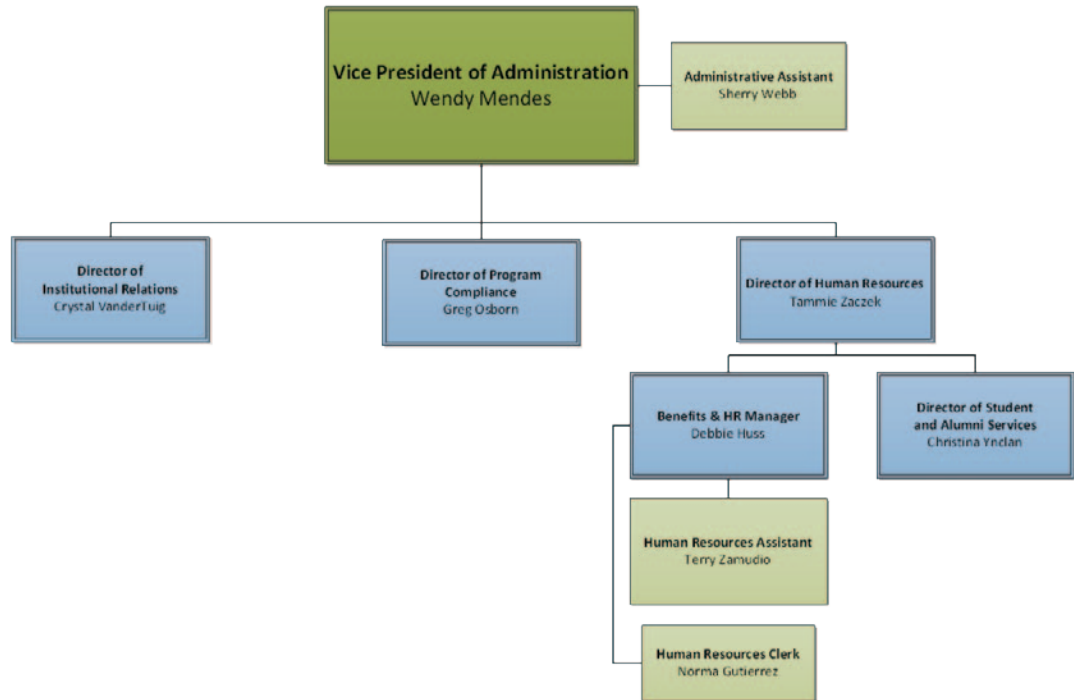 Vice President of Administration
Wendy Mendes
Administrative Assistant
Sherry Webb
Director of
Institutional Relations
Crystal VanderTuig
Director of Program
Compliance
Greg Osborn
Director of Human Resources
Tammie Zaczek
Benefits & HR Manager
Debbie Huss
Director of Student
and Alumni Services
Christina Ynclan
Human Resources Assistant
Terry Zamudio
Human Resources Clerk
Norma Gutierrez